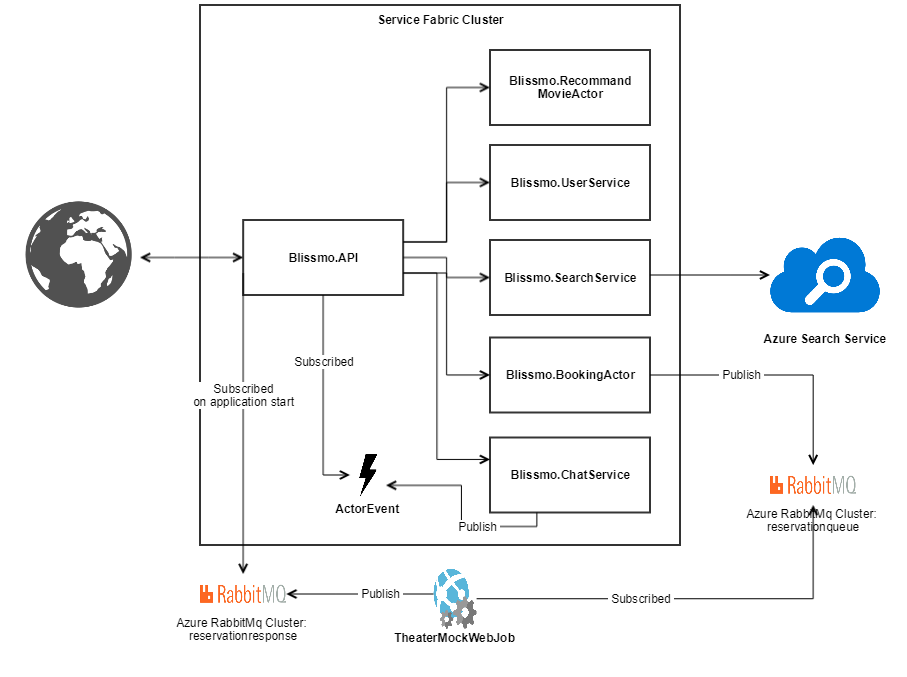 Service Fabric Cluster
Blissmo.Recommand
MovieActor
Blissmo.UserService
Blissmo.API
Blissmo.SearchService
Azure Search Service
Subscribed
Blissmo.BookingActor
Publish
Subscribed
on application start
Blissmo.ChatService
RabbitMQ
ActorEvent
Azure RabbitMq Cluster:
reservationqueue
Publish
RabbitMQ
Publish
Subscribed
Azure RabbitMq Cluster:
reservationresponse
TheaterMockWebJob